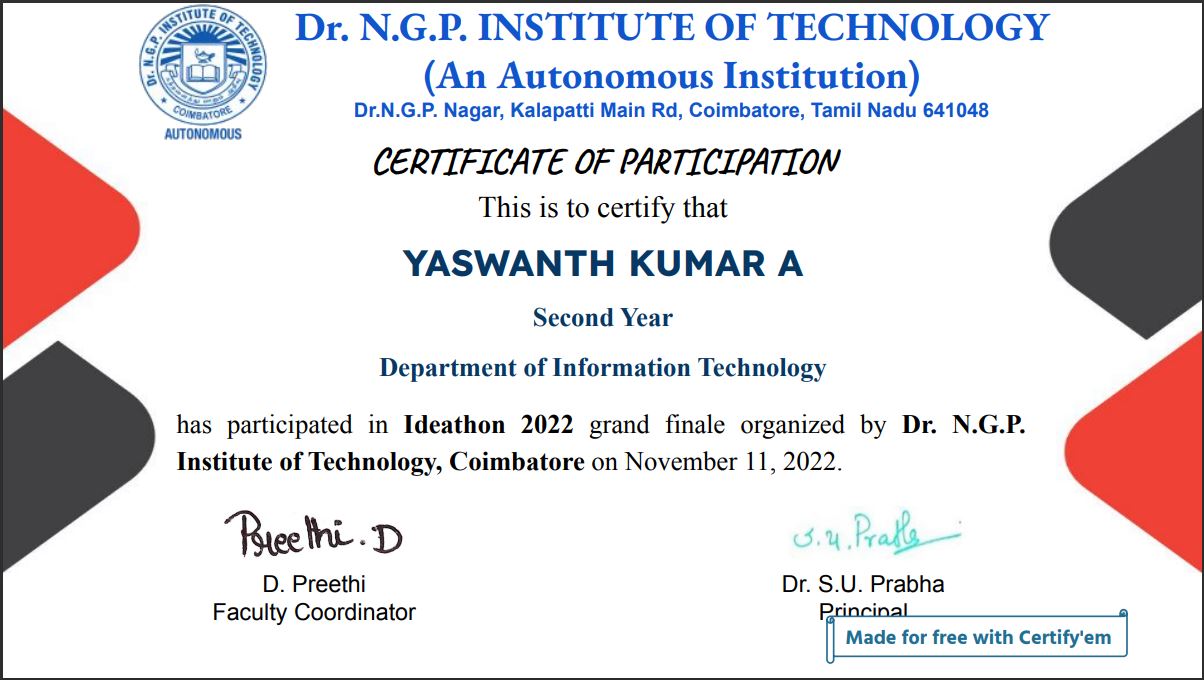 Dr. N.G.P. INSTITUTE OF TECHNOLOGY
COIMBATORE
AUTONOMOUS
Dr. N.G.P. INSTITUTE OF TECHNOLOGY
(An Autonomous Institution)
Dr.N.G.P. Nagar, Kalapatti Main Rd, Coimbatore, Tamil Nadu 641048
CERTIFICATE OF PARTICIPATION
This is to certify that
YASWANTH KUMAR A
Second Year
Department of Information Technology
has participated in Ideathon 2022 grand finale organized by Dr. N.G.P.
Institute of Technology, Coimbatore on November 11, 2022.
Preethi.D
S.U.Prabha
D. Preethi
Dr. S.U. Prabha
Faculty Coordinator
Principal
Made for free with Certify'em